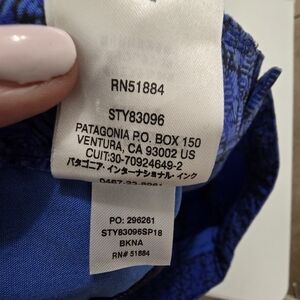 RN51884
STY83096
PATAGONIA P.O. BOX 150
VENTURA, CA 93002 US
CUIT:30-70924649-2
パタゴニア・インターナショナル・インク
PO: 296261
STY83096SP18
BKNA
RN# 51884